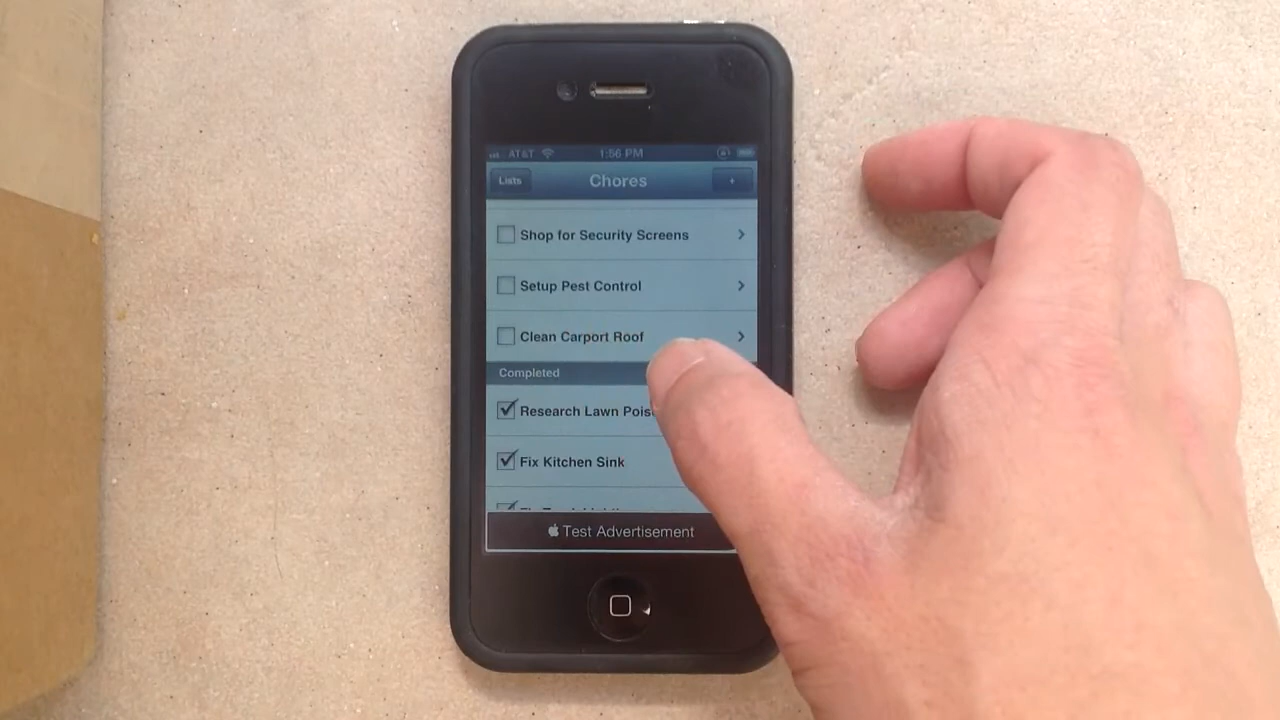 AT&T 1:56 PM
Lists Chores +
Shop for Security Screens
Setup Pest Control
Clean Carport Roof
Completed
Research Lawn
Fix Kitchen Sink
Test Advertisement